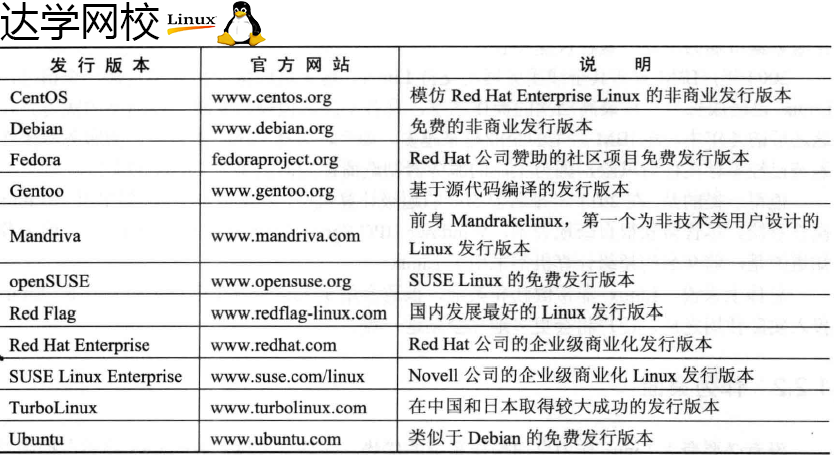 达学网校 Linux
发行版本 官方网站 说 明
CentOS www.centos.org 模仿 Red Hat Enterprise Linux 的非商业发行版本
Debian www.debian.org 免费的非商业发行版本
Fedora fedoraproject.org Red Hat 公司赞助的社区项目免费发行版本
Gentoo www.gentoo.org 基于源代码编译的发行版本
Mandriva www.mandriva.com 前身 Mandrakelinux，第一个为非技术类用户设计的
Linux 发行版本
openSUSE www.opensuse.org SUSE Linux 的免费发行版本
Red Flag www.redflag-linux.com 国内发展最好的 Linux 发行版本
Red Hat Enterprise www.redhat.com Red Hat 公司的企业级商业化发行版本
SUSE Linux Enterprise www.suse.com/linux Novell 公司的企业级商业化 Linux 发行版本
TurboLinux www.turbolinux.com 在中国和日本取得较大成功的发行版本
Ubuntu www.ubuntu.com 类似于 Debian 的免费发行版本